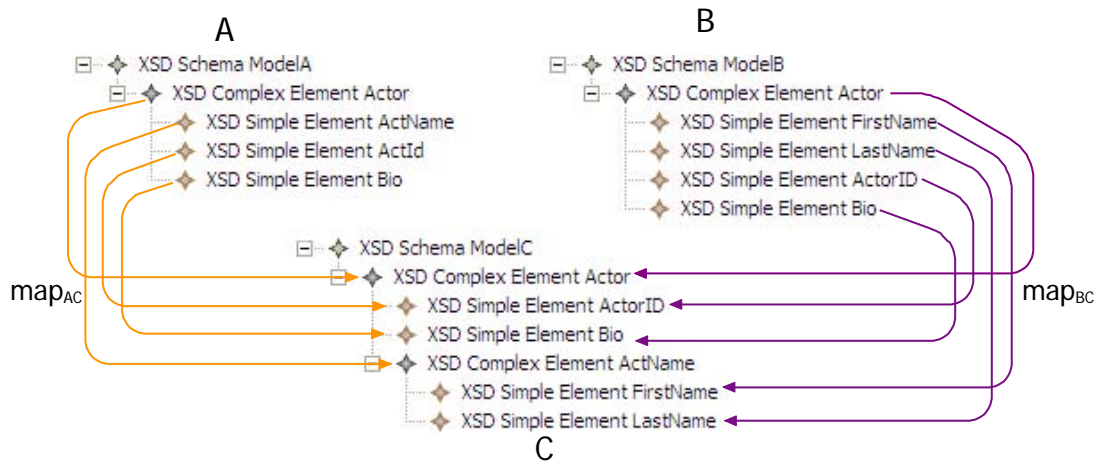 A
XSD Schema ModelA
XSD Complex Element Actor
XSD Simple Element ActName
XSD Simple Element ActId
XSD Simple Element Bio
B
XSD Schema ModelB
XSD Complex Element Actor
XSD Simple Element FirstName
XSD Simple Element LastName
XSD Simple Element ActorID
XSD Simple Element Bio
mapAC
mapBC
XSD Schema ModelC
XSD Complex Element Actor
XSD Simple Element ActorID
XSD Simple Element Bio
XSD Complex Element ActName
XSD Simple Element FirstName
XSD Simple Element LastName
C